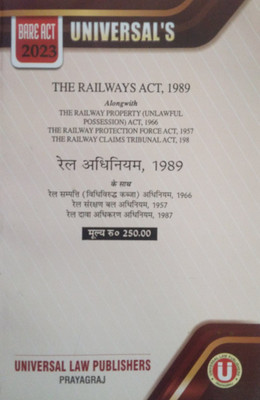 BARE ACT
2023
UNIVERSAL'S
THE RAILWAYS ACT, 1989
Alongwith
THE RAILWAY PROPERTY (UNLAWFUL
POSSESSION) ACT, 1966
THE RAILWAY PROTECTION FORCE ACT, 1957
THE RAILWAY CLAIMS TRIBUNAL ACT, 198
रेल अधिनियम, 1989
के साथ
रेल सम्पत्ति (विधिविरुद्ध कब्जा) अधिनियम, 1966
रेल संरक्षण बल अधिनियम, 1957
रेल दावा अधिकरण अधिनियम, 1987
मूल्य रु० 250.00
UNIVERSAL LAW PUBLISHERS
PRAYAGRAJ
U